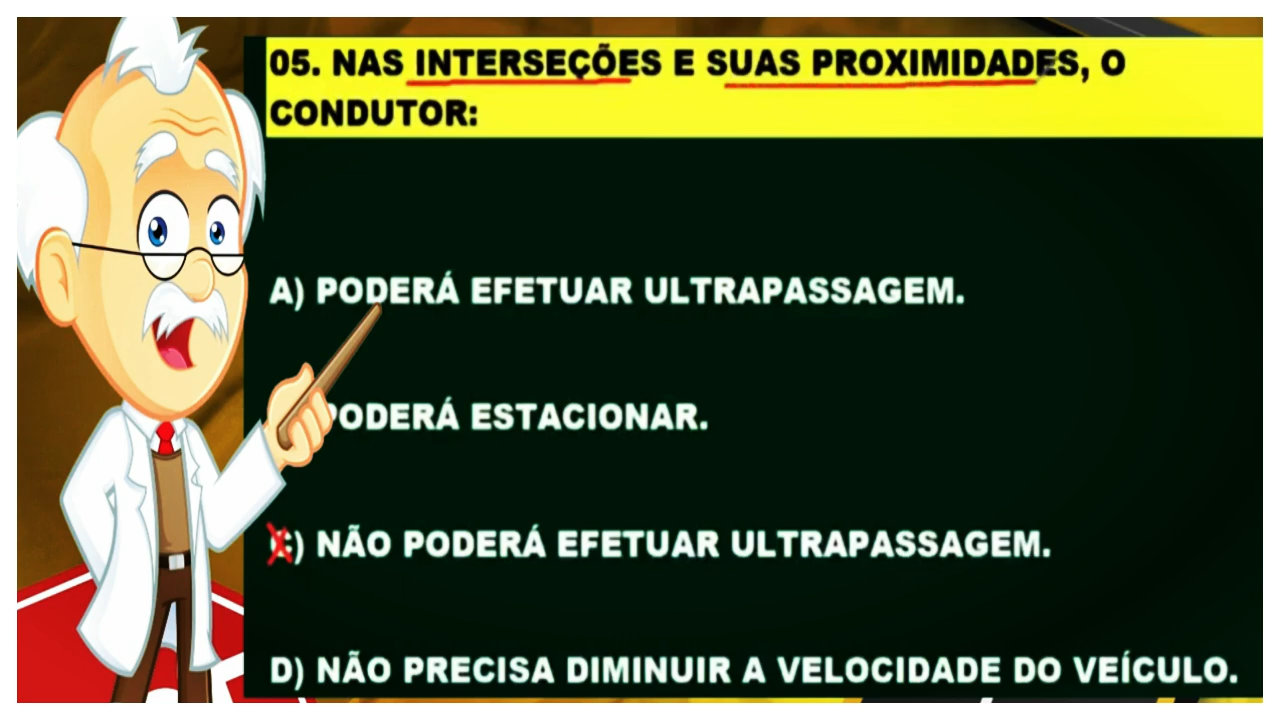 05. NAS INTERSEÇÕES E SUAS PROXIMIDADES, O
CONDUTOR:
A) PODERÁ EFETUAR ULTRAPASSAGEM.
PODERÁ ESTACIONAR.
C) NÃO PODERÁ EFETUAR ULTRAPASSAGEM.
D) NÃO PRECISA DIMINUIR A VELOCIDADE DO VEÍCULO.